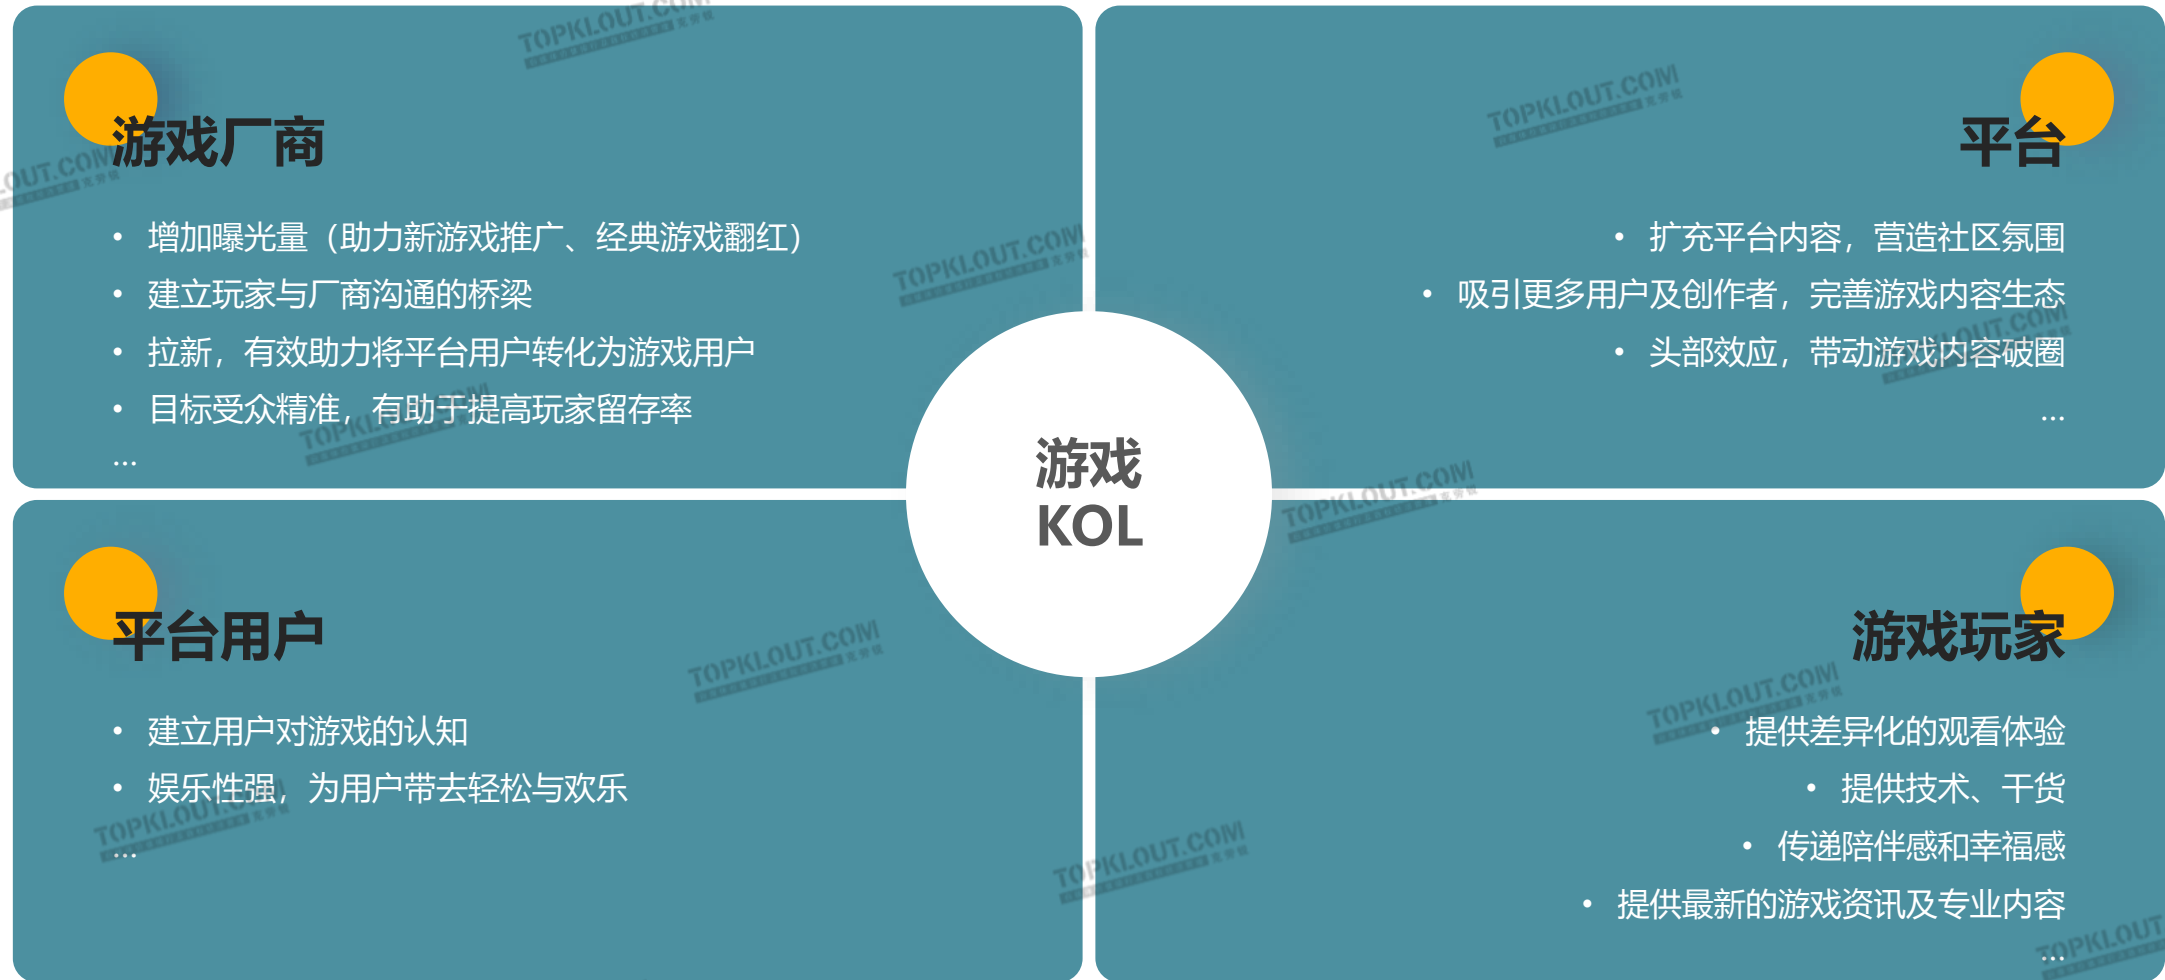 游戏厂商
• 增加曝光量（助力新游戏推广、经典游戏翻红）
• 建立玩家与厂商沟通的桥梁
• 拉新，有效助力将平台用户转化为游戏用户
• 目标受众精准，有助于提高玩家留存率
...
平台
• 扩充平台内容，营造社区氛围
• 吸引更多用户及创作者，完善游戏内容生态
• 头部效应，带动游戏内容破圈
...
游戏
KOL
平台用户
• 建立用户对游戏的认知
• 娱乐性强，为用户带去轻松与欢乐
...
游戏玩家
• 提供差异化的观看体验
• 提供技术、干货
• 传递陪伴感和幸福感
• 提供最新的游戏资讯及专业内容
...
TOPKLOUT.COM
克劳锐